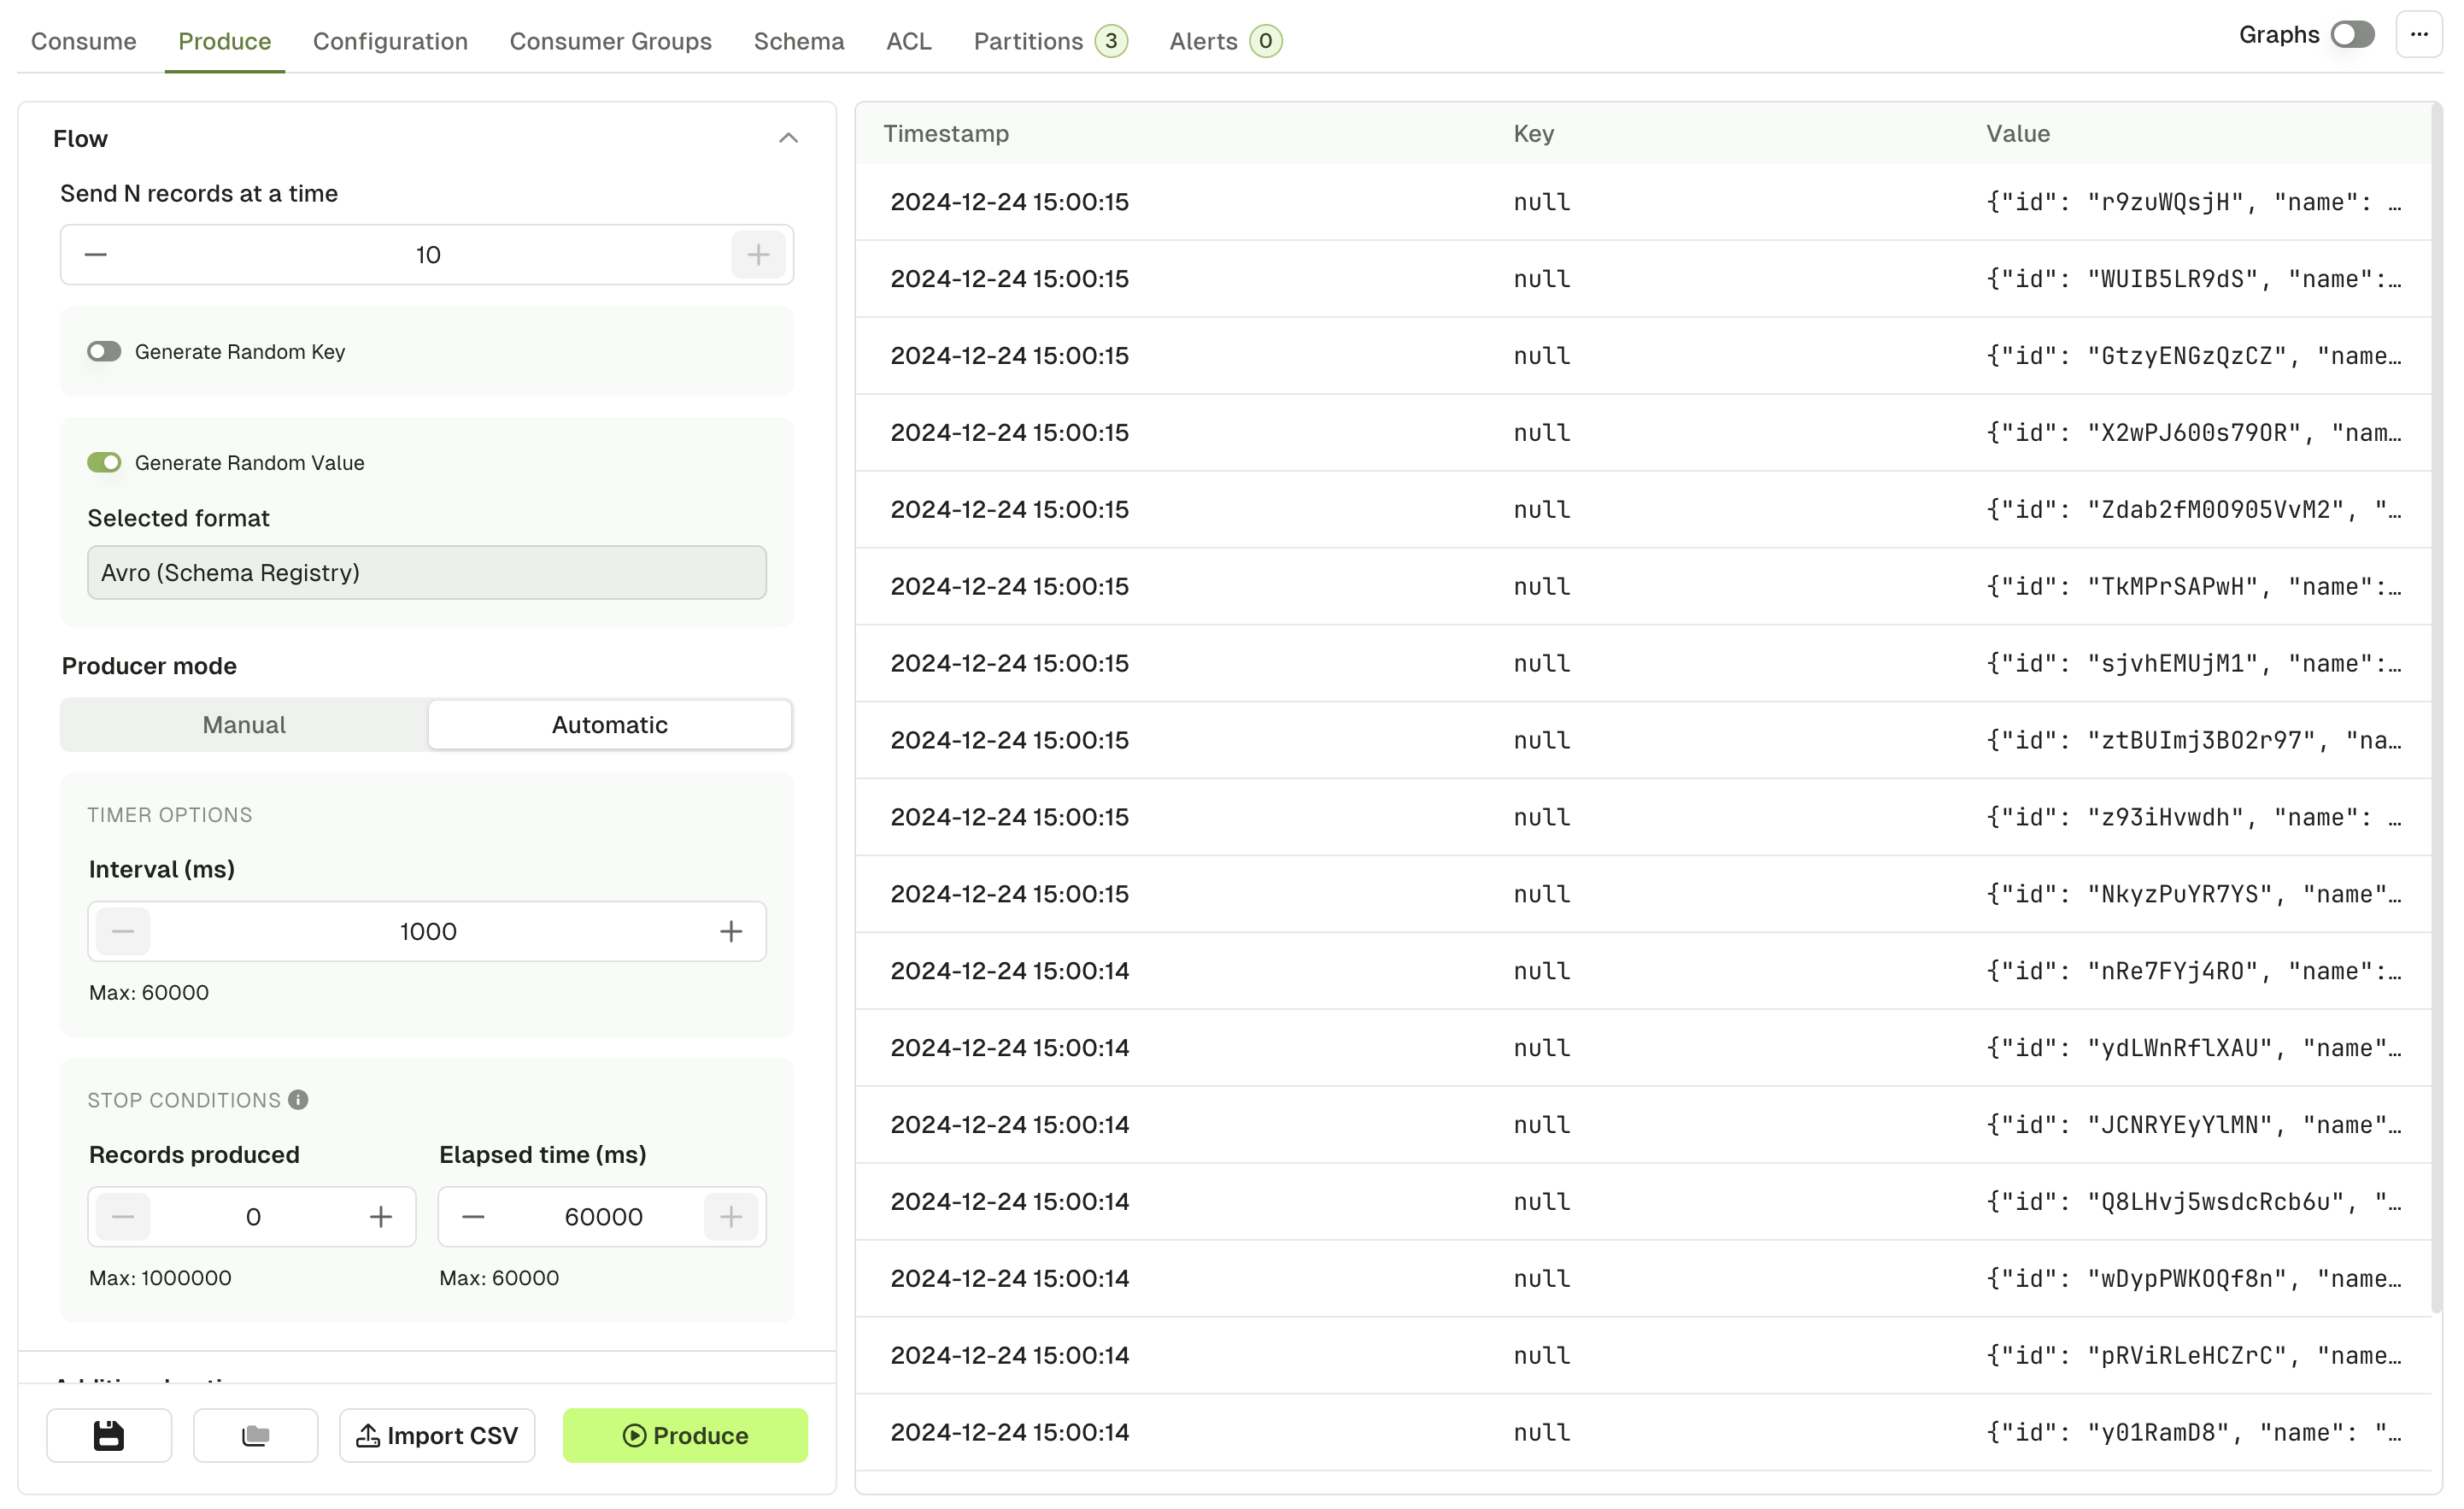 Consume Produce Configuration Consumer Groups Schema ACL Partitions 3 Alerts 0 Graphs
Flow
Send N records at a time
10
Generate Random Key
Generate Random Value
Selected format
Avro (Schema Registry)
Producer mode
Manual Automatic
TIMER OPTIONS
Interval (ms)
1000
Max: 60000
STOP CONDITIONS
Records produced Elapsed time (ms)
0 60000
Max: 1000000 Max: 60000
Import CSV Produce
Timestamp Key Value
2024-12-24 15:00:15 null {"id": "r9zuWQsjH", "name": …
2024-12-24 15:00:15 null {"id": "WUIB5LR9dS", "name":…
2024-12-24 15:00:15 null {"id": "GtzyENGzQzCZ", "name…
2024-12-24 15:00:15 null {"id": "X2wPJ600s79OR", "nam…
2024-12-24 15:00:15 null {"id": "Zdab2fM0O905VvM2", "…
2024-12-24 15:00:15 null {"id": "TkMPrSAPwH", "name":…
2024-12-24 15:00:15 null {"id": "sjvhEMUjM1", "name":…
2024-12-24 15:00:15 null {"id": "ztBUImj3BO2r97", "na…
2024-12-24 15:00:15 null {"id": "z93iHvwdh", "name": …
2024-12-24 15:00:15 null {"id": "NkyzPuYR7YS", "name"…
2024-12-24 15:00:14 null {"id": "nRe7FYj4RO", "name":…
2024-12-24 15:00:14 null {"id": "ydLWnRflXAU", "name"…
2024-12-24 15:00:14 null {"id": "JCNRYEyYlMN", "name"…
2024-12-24 15:00:14 null {"id": "Q8LHvj5wsdcRcb6u", "…
2024-12-24 15:00:14 null {"id": "wDypPWKOQf8n", "name…
2024-12-24 15:00:14 null {"id": "pRViRLeHCZrC", "name…
2024-12-24 15:00:14 null {"id": "y01RamD8", "name": "…